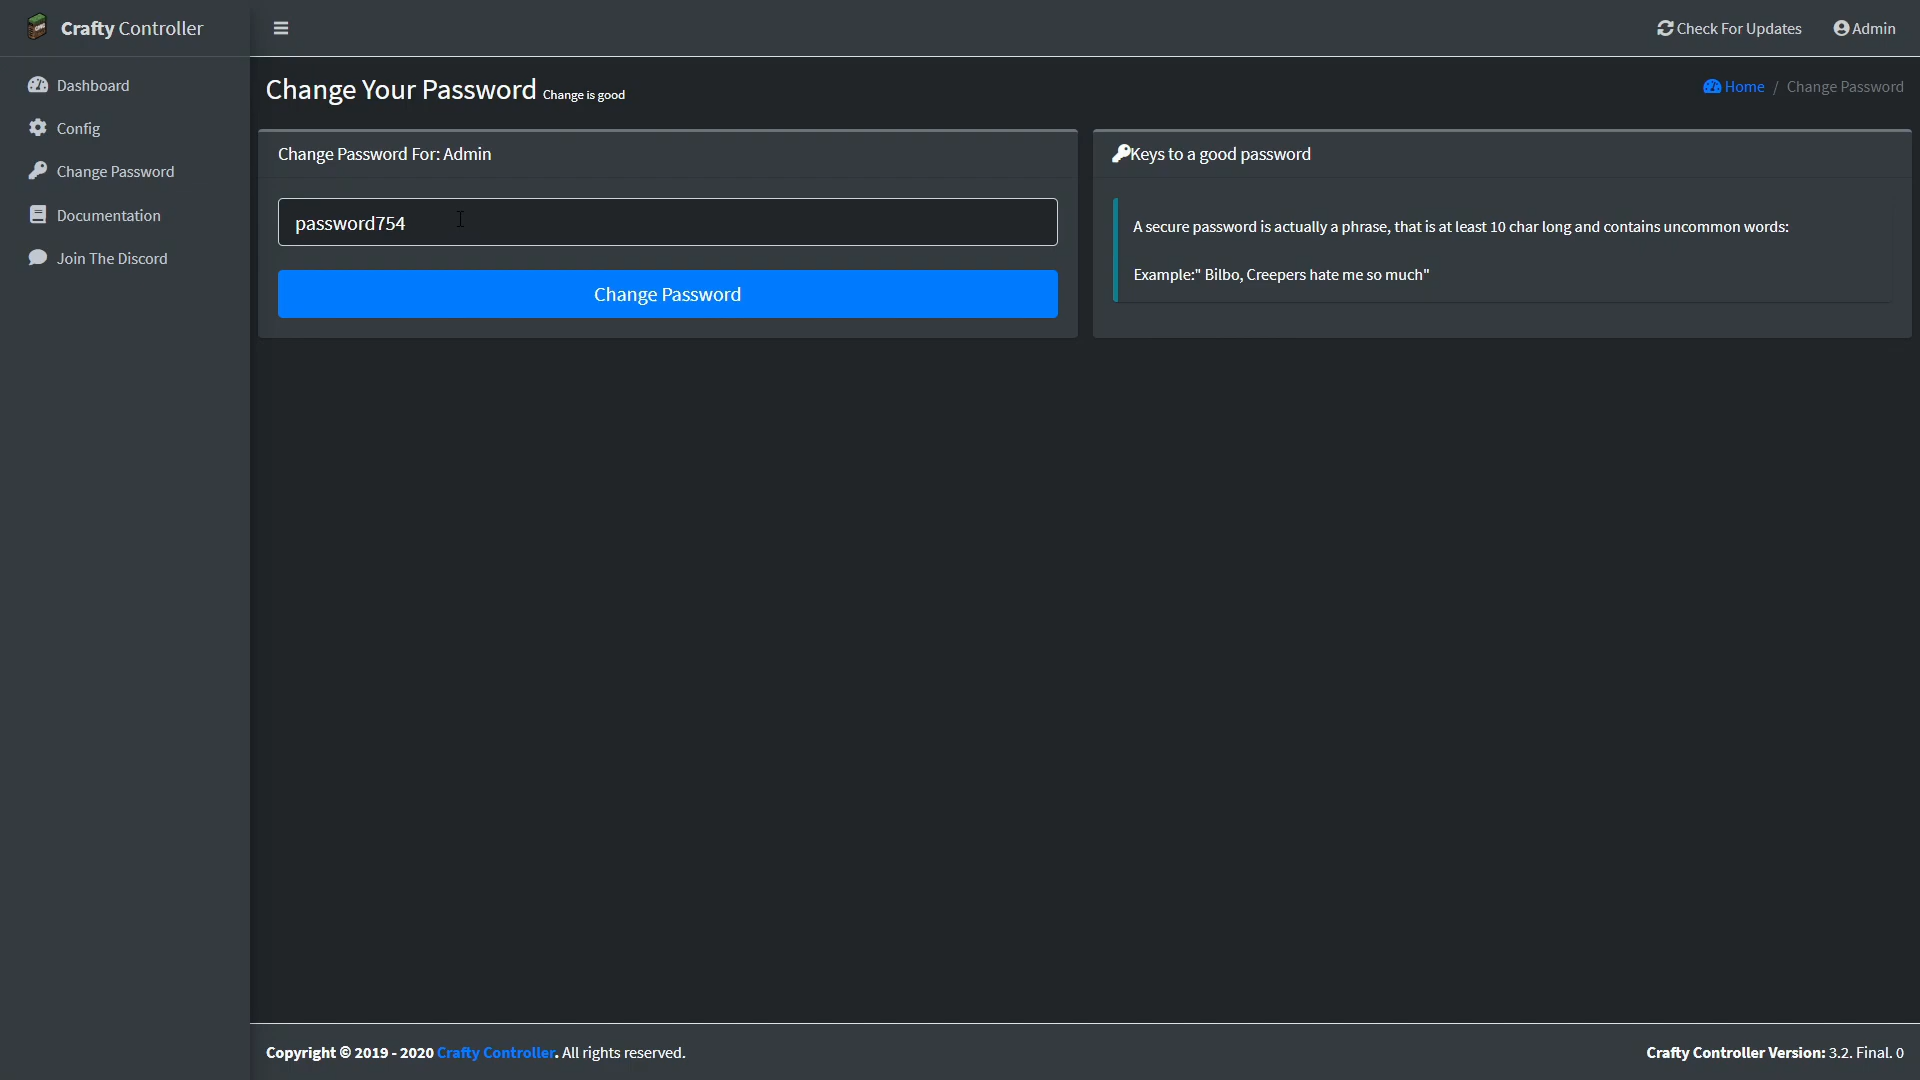 Crafty Controller
Check For Updates
Admin
Dashboard
Config
Change Password
Documentation
Join The Discord
Change Your Password Change is good
Home / Change Password
Change Password For: Admin
password754
Change Password
Keys to a good password
A secure password is actually a phrase, that is at least 10 char long and contains uncommon words:
Example:" Bilbo, Creepers hate me so much"
Copyright © 2019 - 2020 Crafty Controller. All rights reserved.
Crafty Controller Version: 3.2. Final. 0